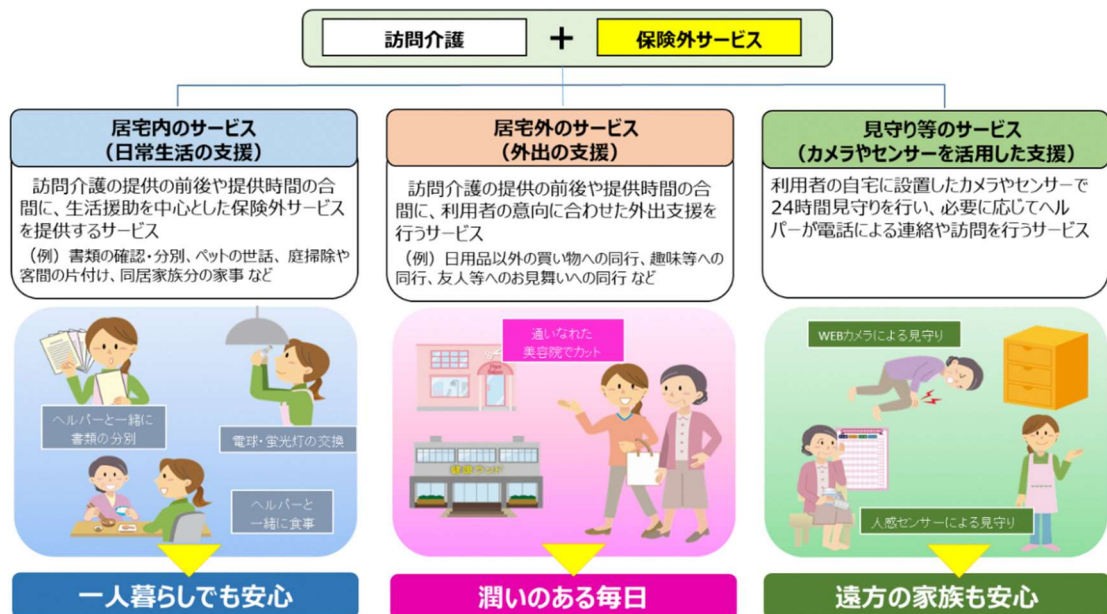 訪問介護 + 保険外サービス
居宅内のサービス
(日常生活の支援)
訪問介護の提供の前後や提供時間の合
間に、生活援助を中心とした保険外サービス
を提供するサービス
(例)書類の確認・分別、ペットの世話、庭掃除や
客間の片付け、同居家族分の家事 など
ヘルパーと一緒に
書類の分別
電球・蛍光灯の交換
ヘルパーと
一緒に食事
一人暮らしでも安心
居宅外のサービス
(外出の支援)
訪問介護の提供の前後や提供時間の合
間に、利用者の意向に合わせた外出支援を
行うサービス
(例)日用品以外の買い物への同行、趣味等への
同行、友人等へのお見舞いへの同行 など
通いなれた
美容院でカット
健康ランド
潤いのある毎日
見守り等のサービス
(カメラやセンサーを活用した支援)
利用者の自宅に設置したカメラやセンサーで
24時間見守りを行い、必要に応じてヘル
パーが電話による連絡や訪問を行うサービス
WEBカメラによる見守り
人感センサーによる見守り
遠方の家族も安心